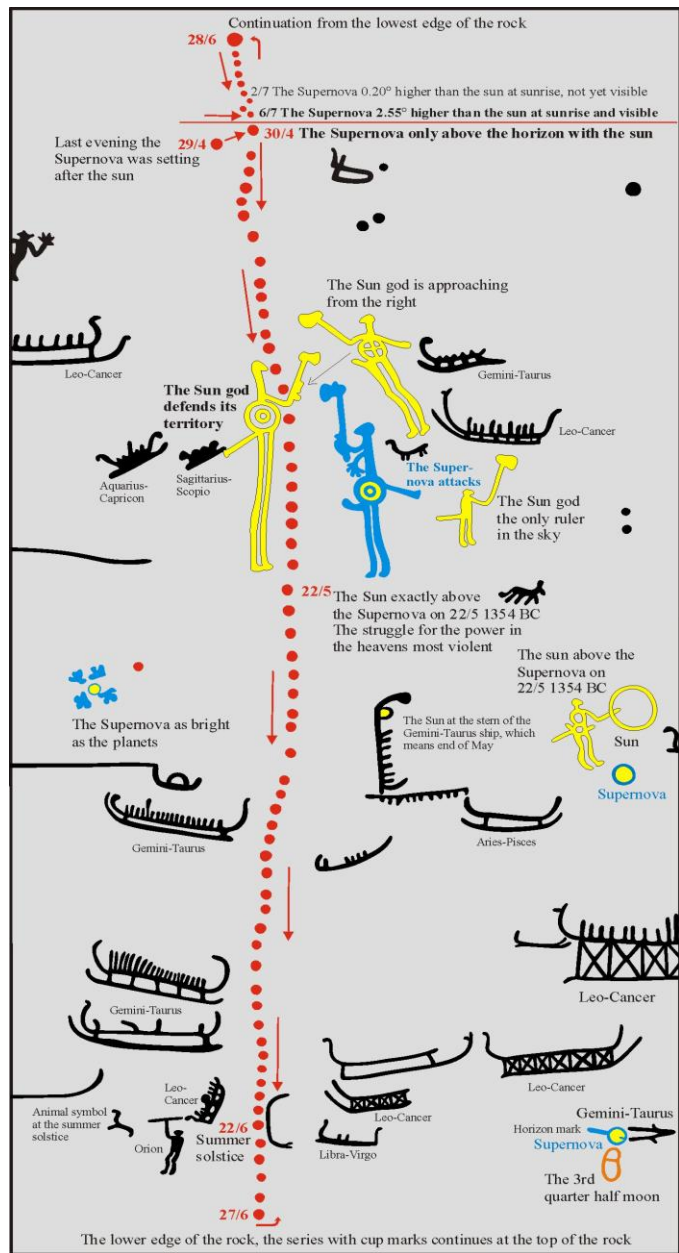 Continuation from the lowest edge of the rock
28/6
2/7 The Supernova 0.20° higher than the sun at sunrise, not yet visible
6/7 The Supernova 2.55° higher than the sun at sunrise and visible
30/4 The Supernova only above the horizon with the sun
Last evening the
Supernova was setting
after the sun
29/4
The Sun god is approaching
from the right
Leo-Cancer
The Sun god
defends its
territory
Gemini-Taurus
Leo-Cancer
Aquarius-
Capricon
Sagittarius-
Scopio
The Super-
nova attacks
The Sun god
the only ruler
in the sky
22/5
The Sun exactly above
the Supernova on 22/5 1354 BC
The struggle for the power in
the heavens most violent
The sun above the
Supernova on
22/5 1354 BC
Sun
Supernova
The Supernova as bright
as the planets
The Sun at the stern of the
Gemini-Taurus ship, which
means end of May
Gemini-Taurus
Aries-Pisces
Leo-Cancer
Gemini-Taurus
Leo-Cancer
Leo-
Cancer
Leo-Cancer
Animal symbol
at the summer
solstice
Orion
22/6
Summer
solstice
Libra-Virgo
Gemini-Taurus
Horizon mark
Supernova
The 3rd
quarter half moon
27/6
The lower edge of the rock, the series with cup marks continues at the top of the rock